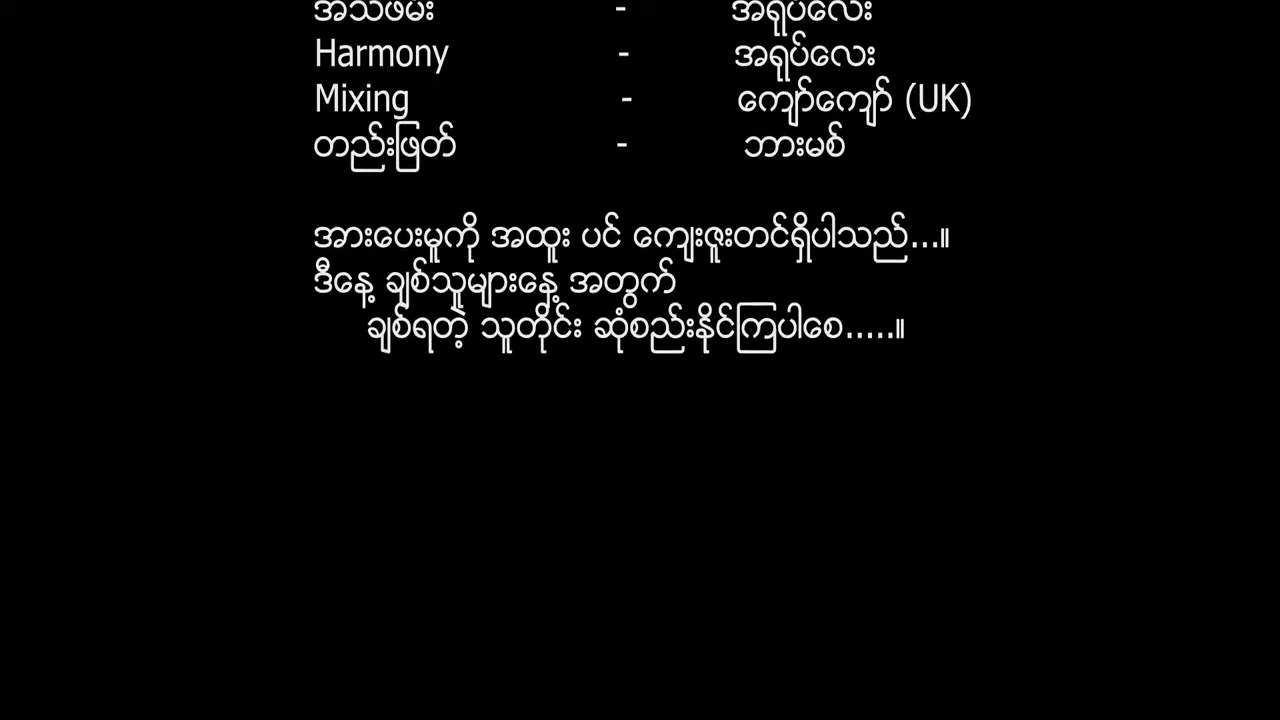 အသံဖမ်း - အရုပ်လေး
Harmony - အရုပ်လေး
Mixing - ကျော်ကျော် (UK)
တည်းဖြတ် - ဘားမစ်
အားပေးမှုကို အထူး ပင် ကျေးဇူးတင်ရှိပါသည်...။
ဒီနေ့ ချစ်သူများနေ့ အတွက်
ချစ်ရတဲ့ သူတိုင်း ဆုံစည်းနိုင်ကြပါစေ.....။